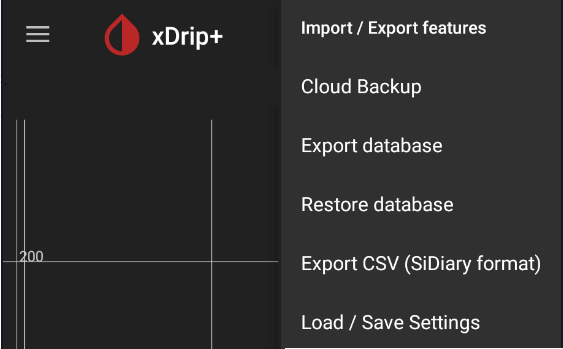 xDrip+
Import / Export features
Cloud Backup
Export database
Restore database
Export CSV (SiDiary format)
Load / Save Settings
200